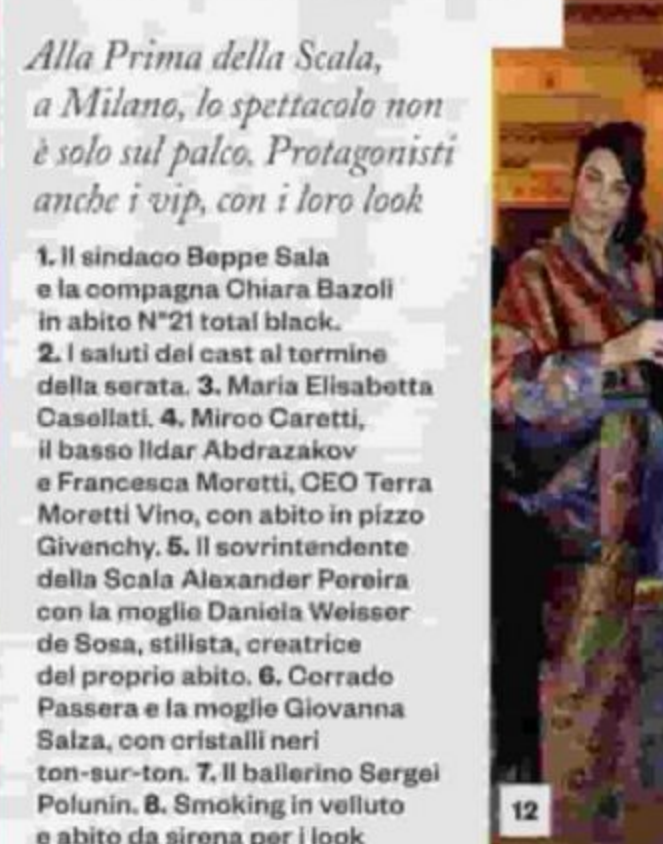 Alla Prima della Scala,
a Milano, lo spettacolo non
è solo sul palco. Protagonisti
anche i vip, con i loro look
1. Il sindaco Beppe Sala
e la compagna Chiara Bazoli
in abito N°21 total black.
2. I saluti del cast al termine
della serata. 3. Maria Elisabetta
Casellati. 4. Mirco Caretti,
il basso Ildar Abdrazakov
e Francesca Moretti, CEO Terra
Moretti Vino, con abito in pizzo
Givenchy. 5. Il sovrintendente
della Scala Alexander Pereira
con la moglie Daniela Weisser
de Sosa, stilista, creatrice
del proprio abito. 6. Corrado
Passera e la moglie Giovanna
Salza, con cristalli neri
ton-sur-ton. 7. Il ballerino Sergei
Polunin. 8. Smoking in velluto
e abito da sirena per i look
12